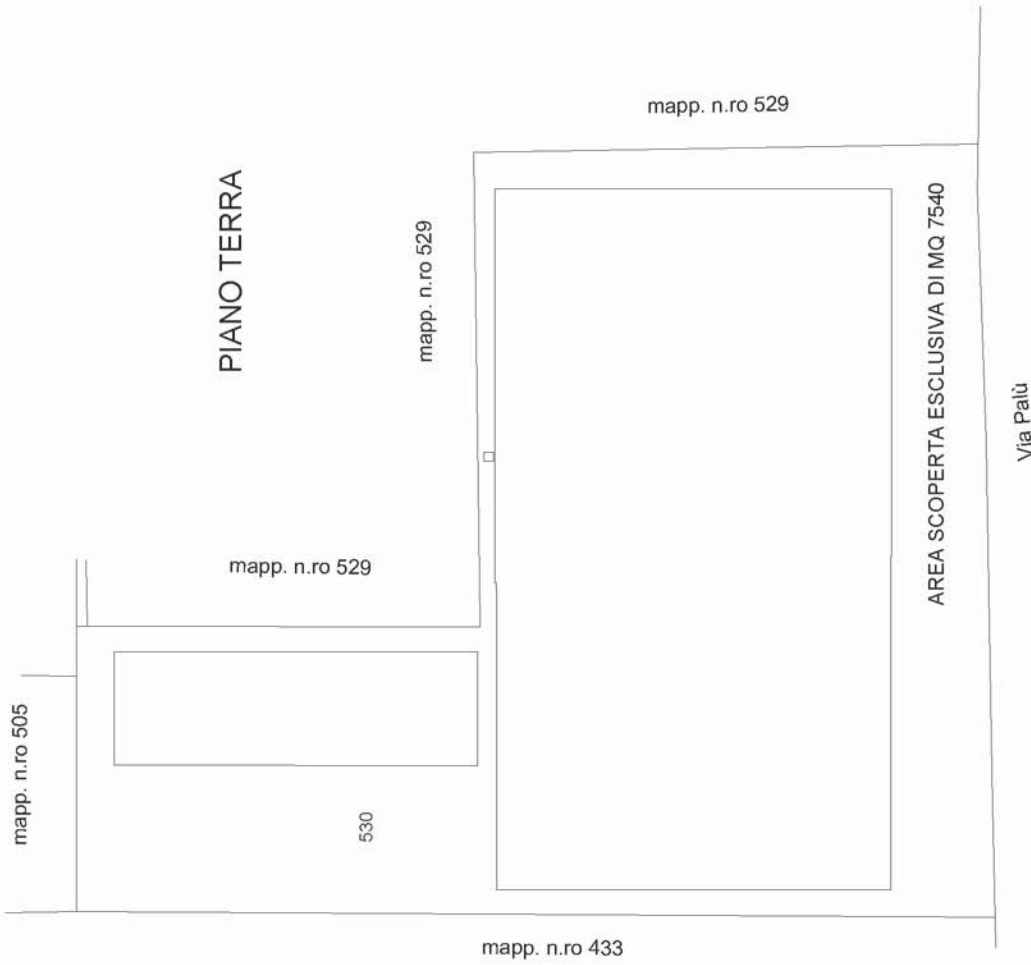 mapp. n.ro 529
PIANO TERRA
mapp. n.ro 529
AREA SCOPERTA ESCLUSIVA DI MQ 7540
Via Palù
mapp. n.ro 529
mapp. n.ro 505
530
mapp. n.ro 433